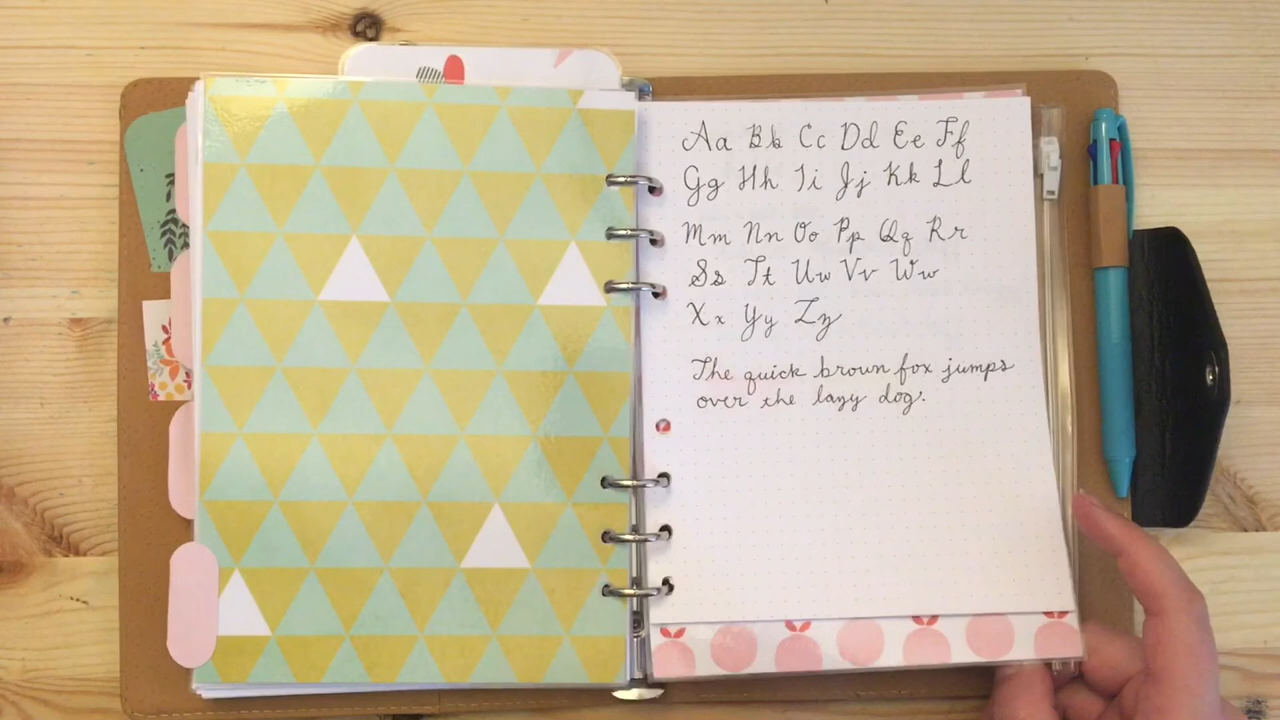 Aa Bb Cc Dd Ee Ff
Gg Hh Ii Jj Kk Ll
Mm Nn Oo Pp Qq Rr
Ss Tt Uu Vv Ww
Xx Yy Zz
The quick brown fox jumps
over the lazy dog.